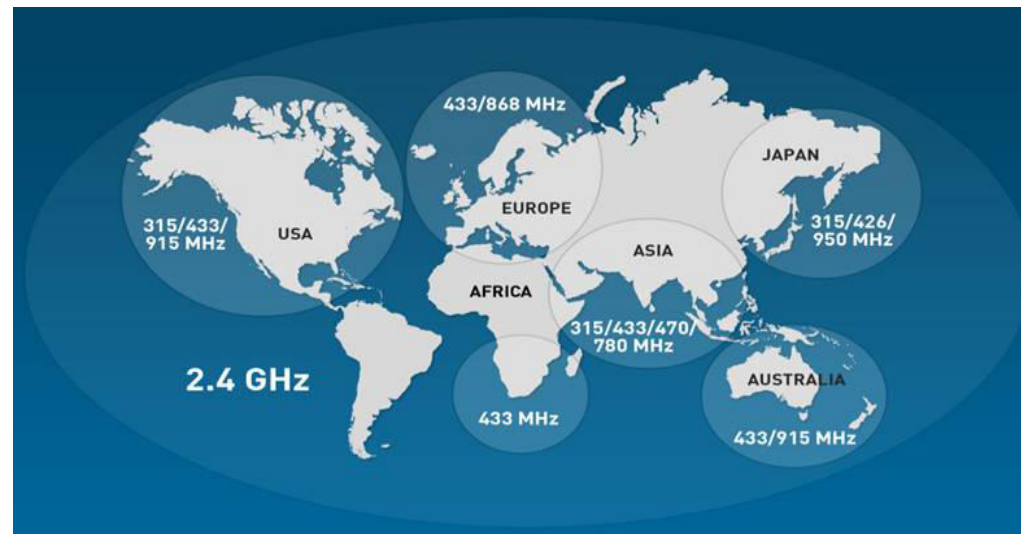 433/868 MHz
JAPAN
EUROPE
315/433/
915 MHz
USA
315/426/
950 MHz
ASIA
AFRICA
315/433/470/
780 MHz
2.4 GHz
AUSTRALIA
433 MHz
433/915 MHz